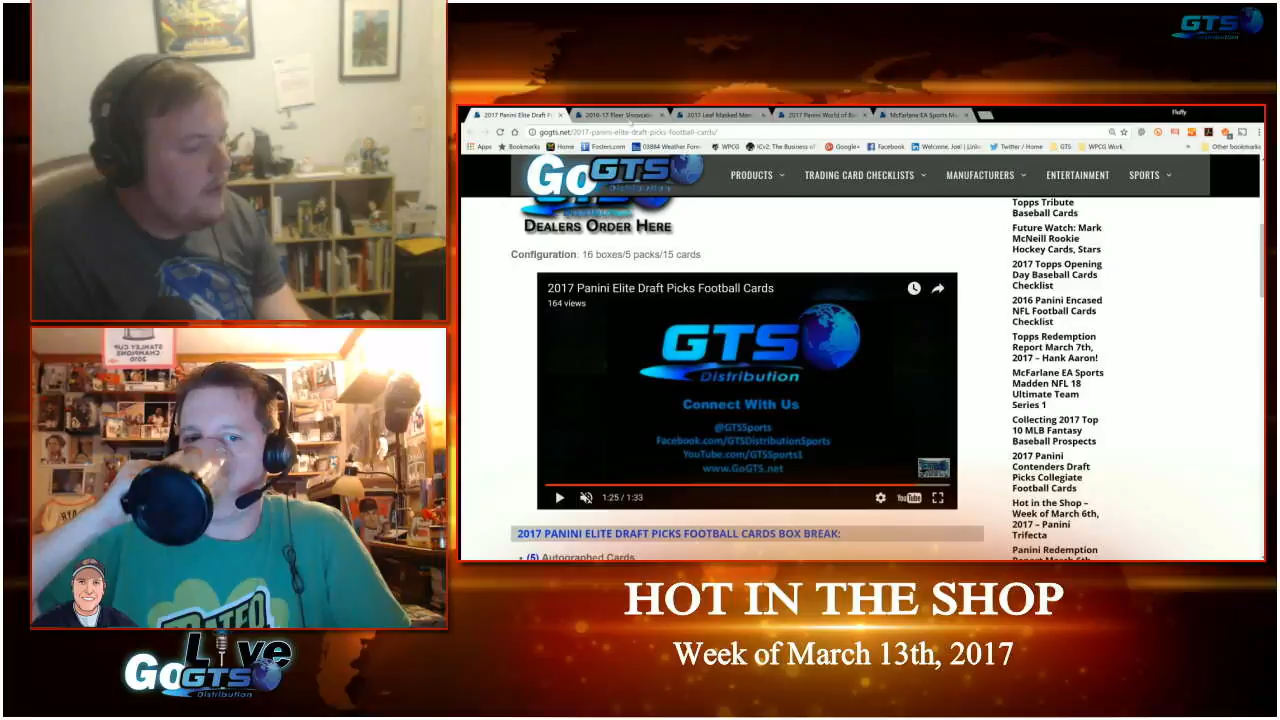 GTS
Distribution
STANLEY CUP
CHAMPIONS
2010
Live
GoGTS
Distribution
2017 Panini Elite Draft P
2016-17 Fleer Showcase
2017 Leaf Masked Men
2017 Panini World of Ba
McFarlane EA Sports M
Fluffy
gogts.net/2017-panini-elite-draft-picks-football-cards/
Apps
Bookmarks
Home
Fosters.com
03884 Weather Fore
WPCG
ICv2: The Business of
Google+
Facebook
Welcome, Joel! | Link
Twitter / Home
GTS
WPCG Work
Other bookmarks
GoGTS
Distribution
PRODUCTS
TRADING CARD CHECKLISTS
MANUFACTURERS
ENTERTAINMENT
SPORTS
DEALERS ORDER HERE
Configuration: 16 boxes/5 packs/15 cards
2017 Panini Elite Draft Picks Football Cards
164 views
GTS
Distribution
Connect With Us
@GTSSports
Facebook.com/GTSDistributionSports
YouTube.com/GTSSports1
www.GoGTS.net
1:25 / 1:33
YouTube
2017 PANINI ELITE DRAFT PICKS FOOTBALL CARDS BOX BREAK:
(5) Autographed Cards
Topps Tribute
Baseball Cards
Future Watch: Mark
McNeill Rookie
Hockey Cards, Stars
2017 Topps Opening
Day Baseball Cards
Checklist
2016 Panini Encased
NFL Football Cards
Checklist
Topps Redemption
Report March 7th,
2017 – Hank Aaron!
McFarlane EA Sports
Madden NFL 18
Ultimate Team
Series 1
Collecting 2017 Top
10 MLB Fantasy
Baseball Prospects
2017 Panini
Contenders Draft
Picks Collegiate
Football Cards
Hot in the Shop –
Week of March 6th,
2017 – Panini
Trifecta
Panini Redemption
Report March 6th
HOT IN THE SHOP
Week of March 13th, 2017